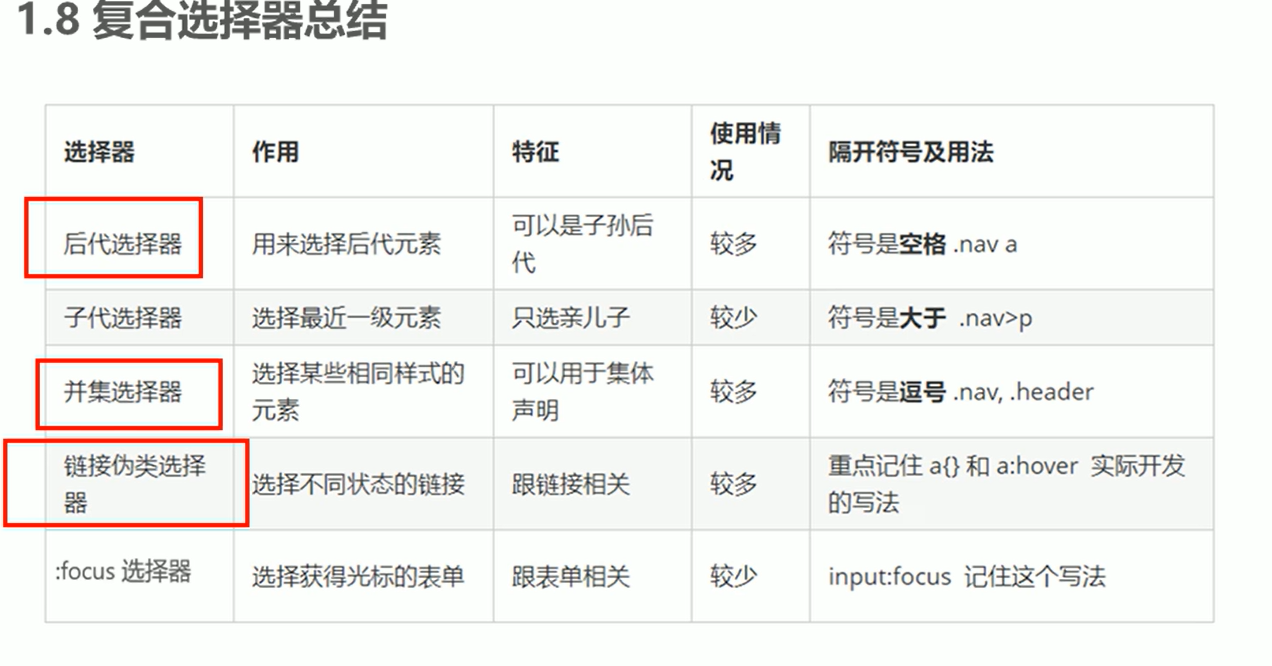 1.8 复合选择器总结
选择器
作用
特征
使用情
况
隔开符号及用法
后代选择器
用来选择后代元素
可以是子孙后
代
较多
符号是空格 .nav a
子代选择器
选择最近一级元素
只选亲儿子
较少
符号是大于 .nav>p
并集选择器
选择某些相同样式的
元素
可以用于集体
声明
较多
符号是逗号 .nav, .header
链接伪类选择
器
选择不同状态的链接
跟链接相关
较多
重点记住 a{} 和 a:hover 实际开发
的写法
:focus 选择器
选择获得光标的表单
跟表单相关
较少
input:focus 记住这个写法